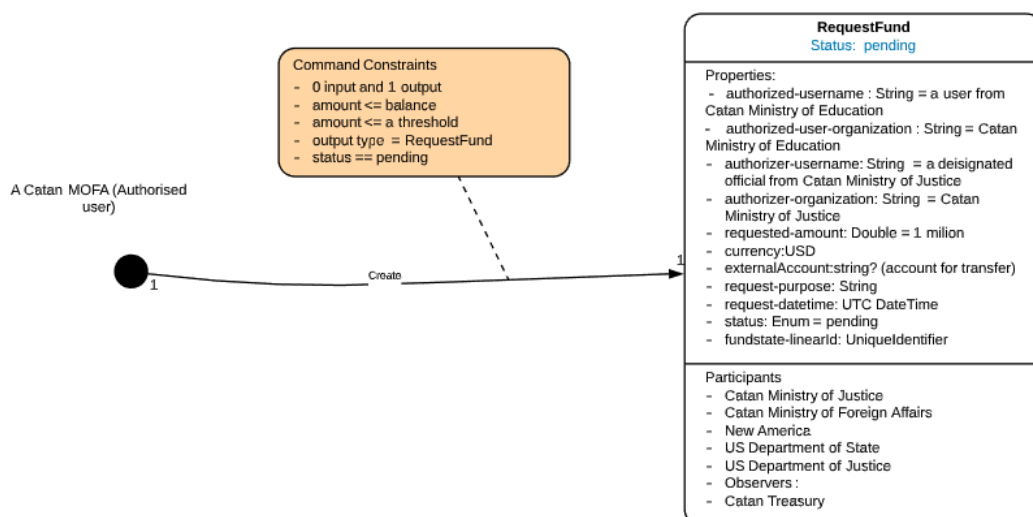 RequestFund
Status: pending
Command Constraints
- 0 input and 1 output
- amount <= balance
- amount <= a threshold
- output type = RequestFund
- status == pending
A Catan MOFA (Authorised
user)
1
Create
1
Properties:
- authorized-username : String = a user from
Catan Ministry of Education
- authorized-user-organization : String = Catan
Ministry of Education
- authorizer-username: String = a deisignated
official from Catan Ministry of Justice
- authorizer-organization: String = Catan
Ministry of Justice
- requested-amount: Double = 1 milion
- currency:USD
- externalAccount:string? (account for transfer)
- request-purpose: String
- request-datetime: UTC DateTime
- status: Enum = pending
- fundstate-linearId: UniqueIdentifier
Participants
- Catan Ministry of Justice
- Catan Ministry of Foreign Affairs
- New America
- US Department of State
- US Department of Justice
- Observers :
- Catan Treasury